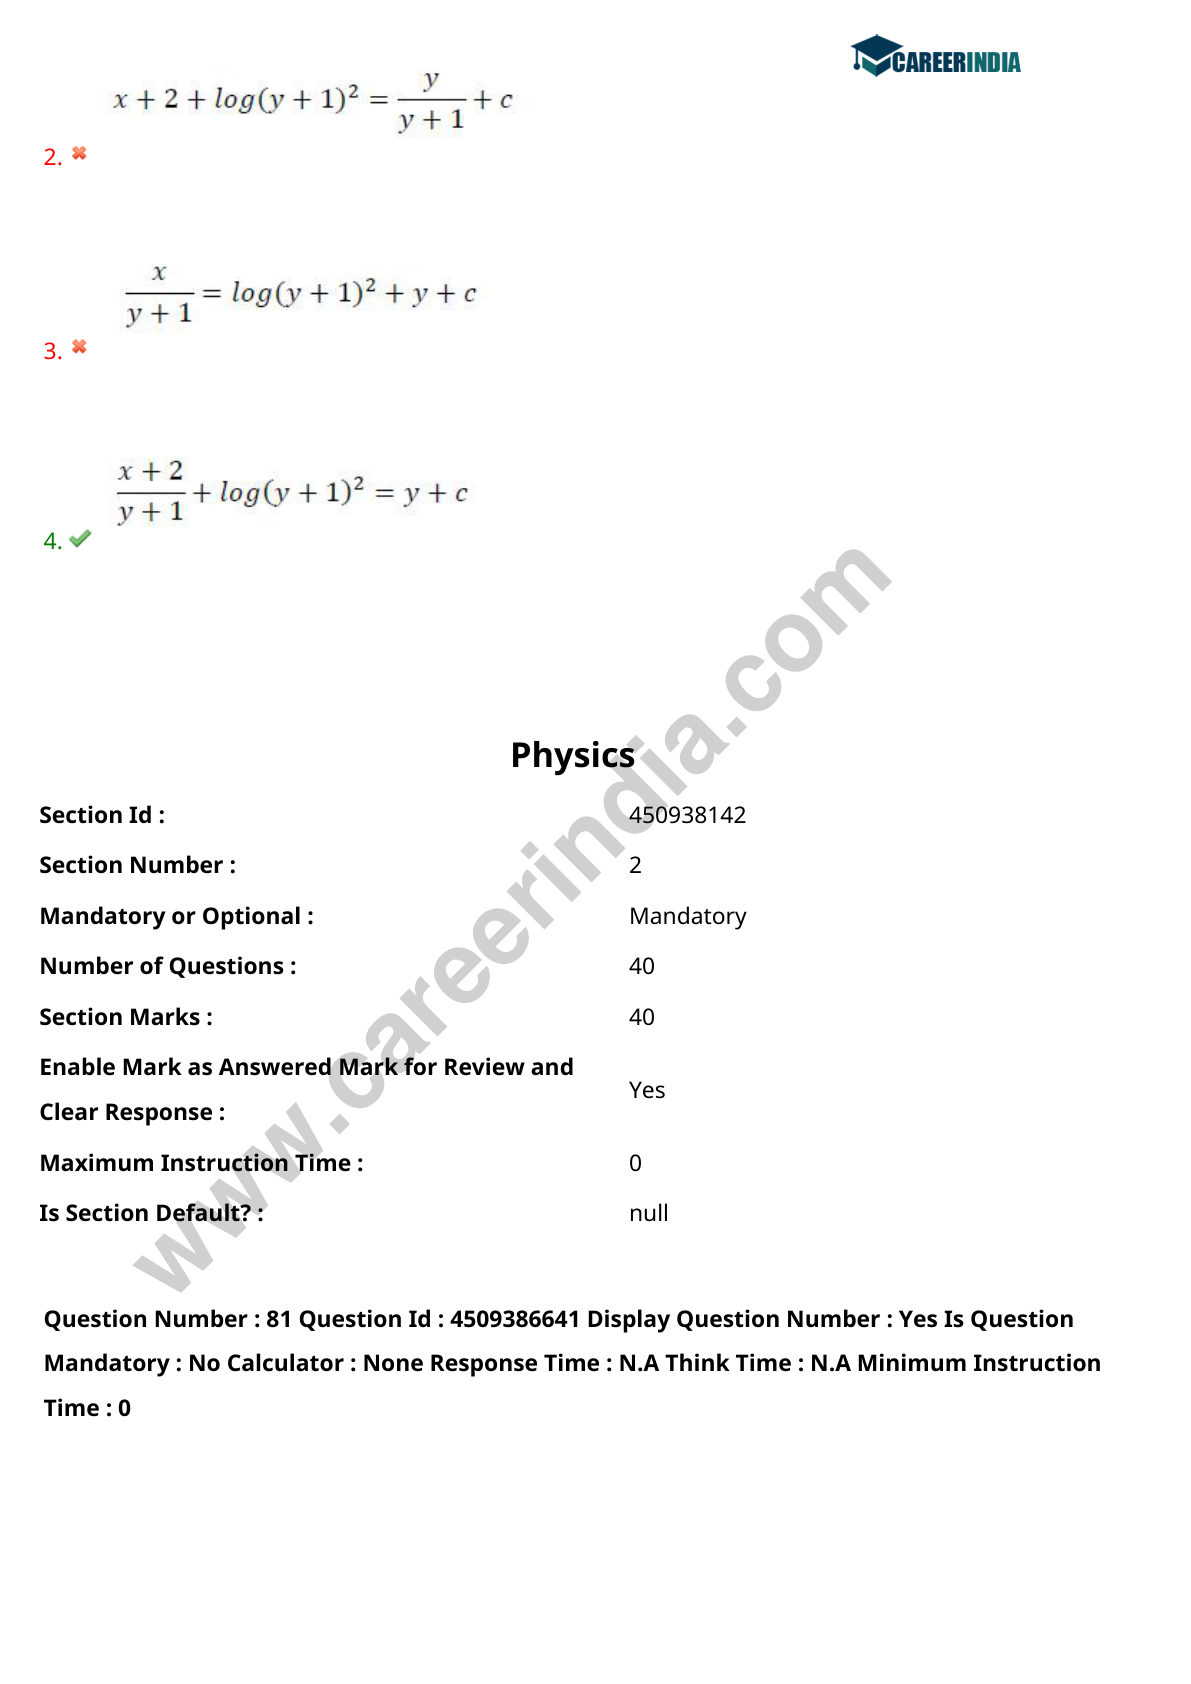 CAREERINDIA
x + 2 + log(y + 1)² = y/(y + 1) + c
2.
x/(y + 1) = log(y + 1)² + y + c
3.
(x + 2)/(y + 1) + log(y + 1)² = y + c
4.
www.careerindia.com
Physics
Section Id : 450938142
Section Number : 2
Mandatory or Optional : Mandatory
Number of Questions : 40
Section Marks : 40
Enable Mark as Answered Mark for Review and
Clear Response : Yes
Maximum Instruction Time : 0
Is Section Default? : null
Question Number : 81 Question Id : 4509386641 Display Question Number : Yes Is Question
Mandatory : No Calculator : None Response Time : N.A Think Time : N.A Minimum Instruction
Time : 0